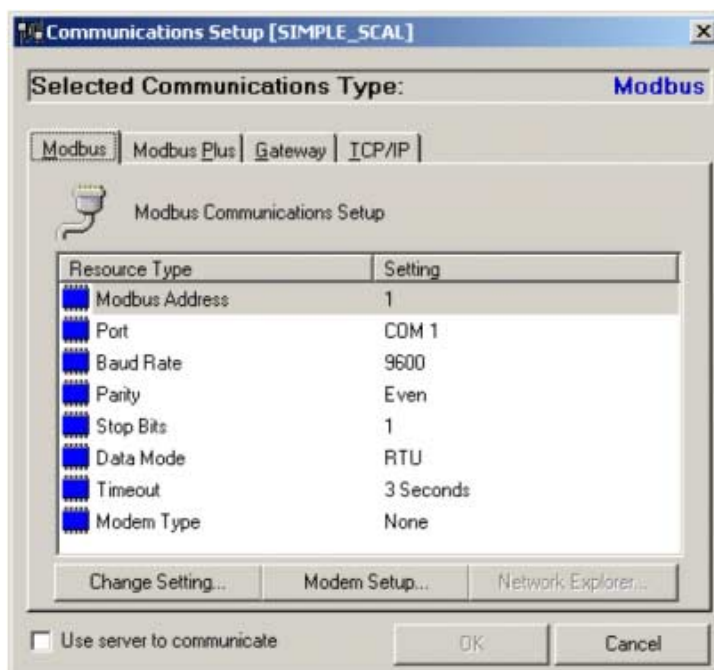 Communications Setup [SIMPLE_SCAL]
Selected Communications Type: Modbus
Modbus Modbus Plus Gateway TCP/IP
Modbus Communications Setup
Resource Type Setting
Modbus Address 1
Port COM 1
Baud Rate 9600
Parity Even
Stop Bits 1
Data Mode RTU
Timeout 3 Seconds
Modem Type None
Change Setting... Modem Setup... Network Explorer...
Use server to communicate OK Cancel